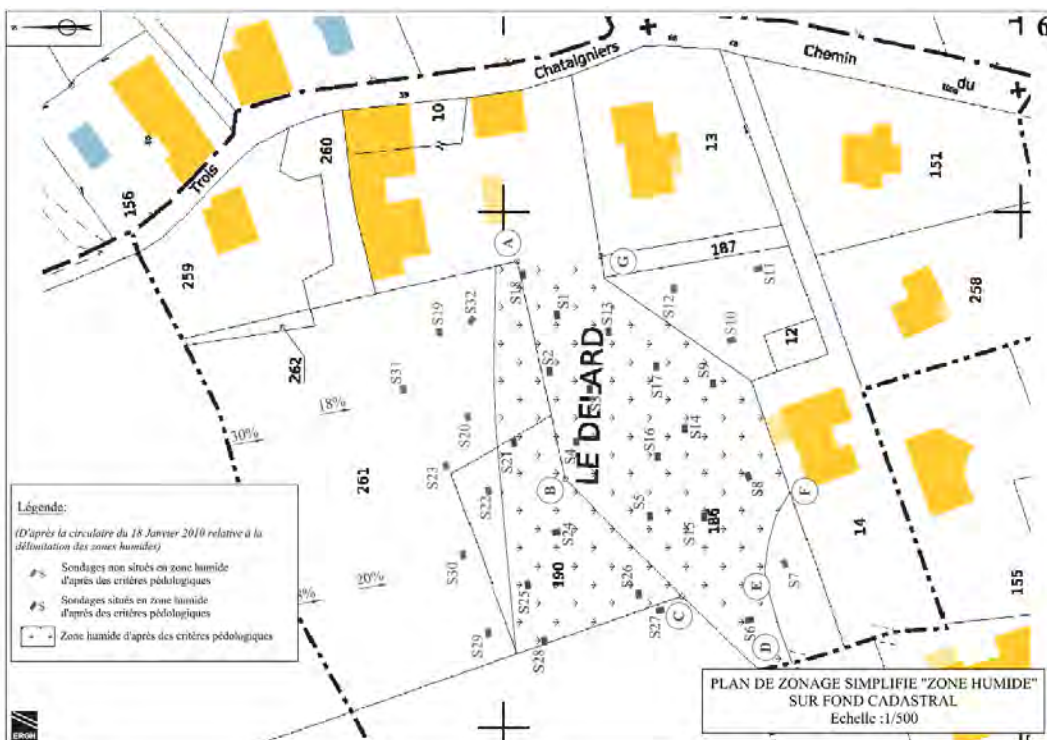 N
6
Chataigniers
Chemin
du
Trois
10
13
260
151
156
187
259
258
262
12
261
LE DELARD
190
186
14
155
A
G
B
C
D
E
F
S18
S1
S2
S13
S12
S11
S10
S9
S17
S14
S16
S4
S5
S15
S8
S7
S6
S19
S32
S31
S20
S21
S23
S22
S24
S30
S25
S26
S27
S28
S29
30%
18%
20%
Légende:
(D'après la circulaire du 18 Janvier 2010 relative à la
délimitation des zones humides)
S Sondages non situés en zone humide
d'après des critères pédologiques
S Sondages situés en zone humide
d'après des critères pédologiques
Zone humide d'après des critères pédologiques
ERGH
PLAN DE ZONAGE SIMPLIFIE "ZONE HUMIDE"
SUR FOND CADASTRAL
Echelle :1/500